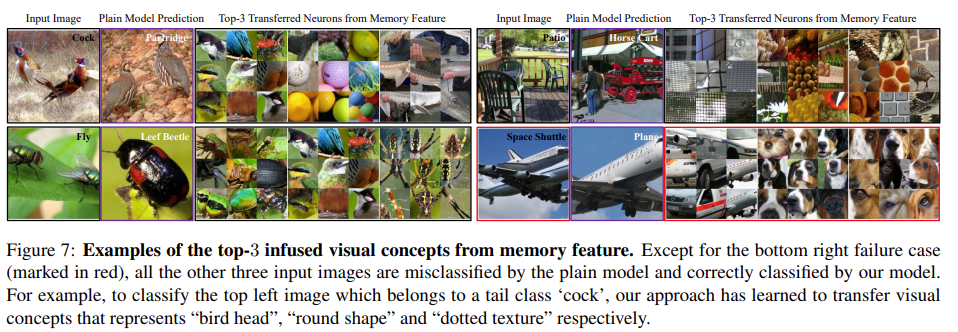 Input Image Plain Model Prediction Top-3 Transferred Neurons from Memory Feature Input Image Plain Model Prediction Top-3 Transferred Neurons from Memory Feature
Cock Partridge Patio Horse Cart
Fly Leef Beetle Space Shuttle Plane
Figure 7: Examples of the top-3 infused visual concepts from memory feature. Except for the bottom right failure case
(marked in red), all the other three input images are misclassified by the plain model and correctly classified by our model.
For example, to classify the top left image which belongs to a tail class ‘cock’, our approach has learned to transfer visual
concepts that represents “bird head”, “round shape” and “dotted texture” respectively.